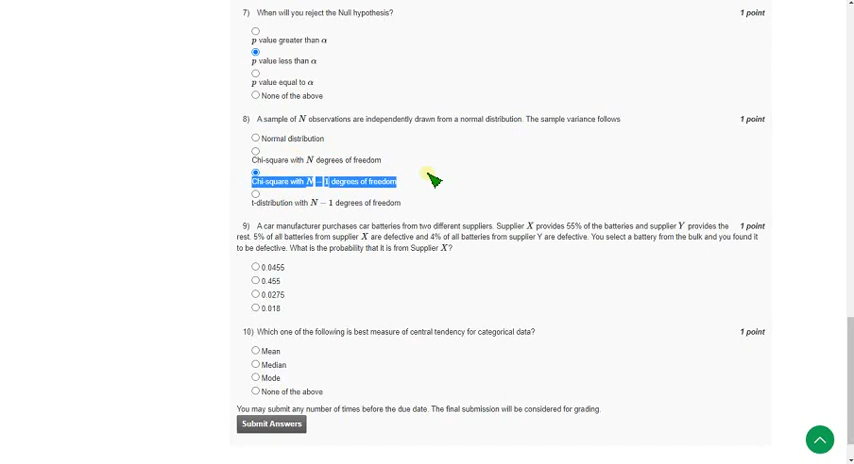 7) When will you reject the Null hypothesis? 1 point
p value greater than α
p value less than α
p value equal to α
None of the above
8) A sample of N observations are independently drawn from a normal distribution. The sample variance follows 1 point
Normal distribution
Chi-square with N degrees of freedom
Chi-square with N − 1 degrees of freedom
t-distribution with N − 1 degrees of freedom
9) A car manufacturer purchases car batteries from two different suppliers. Supplier X provides 55% of the batteries and supplier Y provides the 1 point
rest. 5% of all batteries from supplier X are defective and 4% of all batteries from supplier Y are defective. You select a battery from the bulk and you found it
to be defective. What is the probability that it is from Supplier X?
0.0455
0.455
0.0275
0.018
10) Which one of the following is best measure of central tendency for categorical data? 1 point
Mean
Median
Mode
None of the above
You may submit any number of times before the due date. The final submission will be considered for grading.
Submit Answers